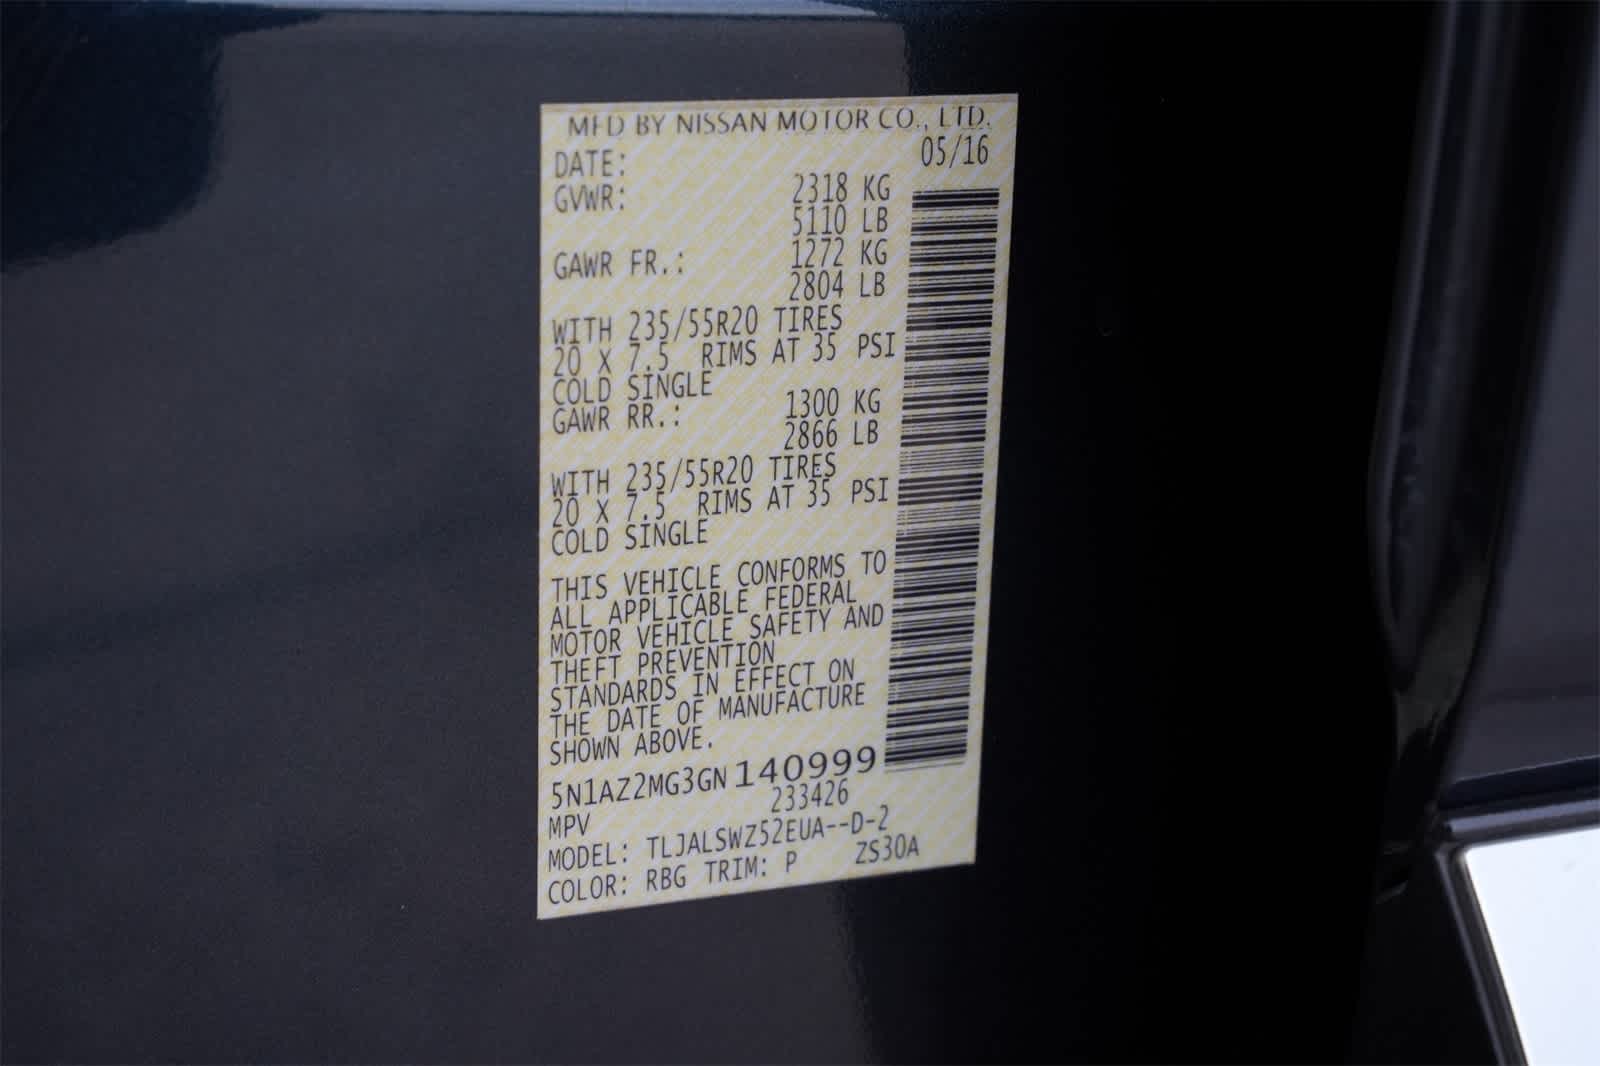 MFD BY NISSAN MOTOR CO., LTD.
DATE: 05/16
GVWR: 2318 KG
5110 LB
GAWR FR.: 1272 KG
2804 LB
WITH 235/55R20 TIRES
20 X 7.5 RIMS AT 35 PSI
COLD SINGLE
GAWR RR.: 1300 KG
2866 LB
WITH 235/55R20 TIRES
20 X 7.5 RIMS AT 35 PSI
COLD SINGLE
THIS VEHICLE CONFORMS TO
ALL APPLICABLE FEDERAL
MOTOR VEHICLE SAFETY AND
THEFT PREVENTION
STANDARDS IN EFFECT ON
THE DATE OF MANUFACTURE
SHOWN ABOVE.
5N1AZ2MG3GN140999
233426
MPV
MODEL: TLJALSWZ52EUA--D-2
COLOR: RBG TRIM: P ZS30A